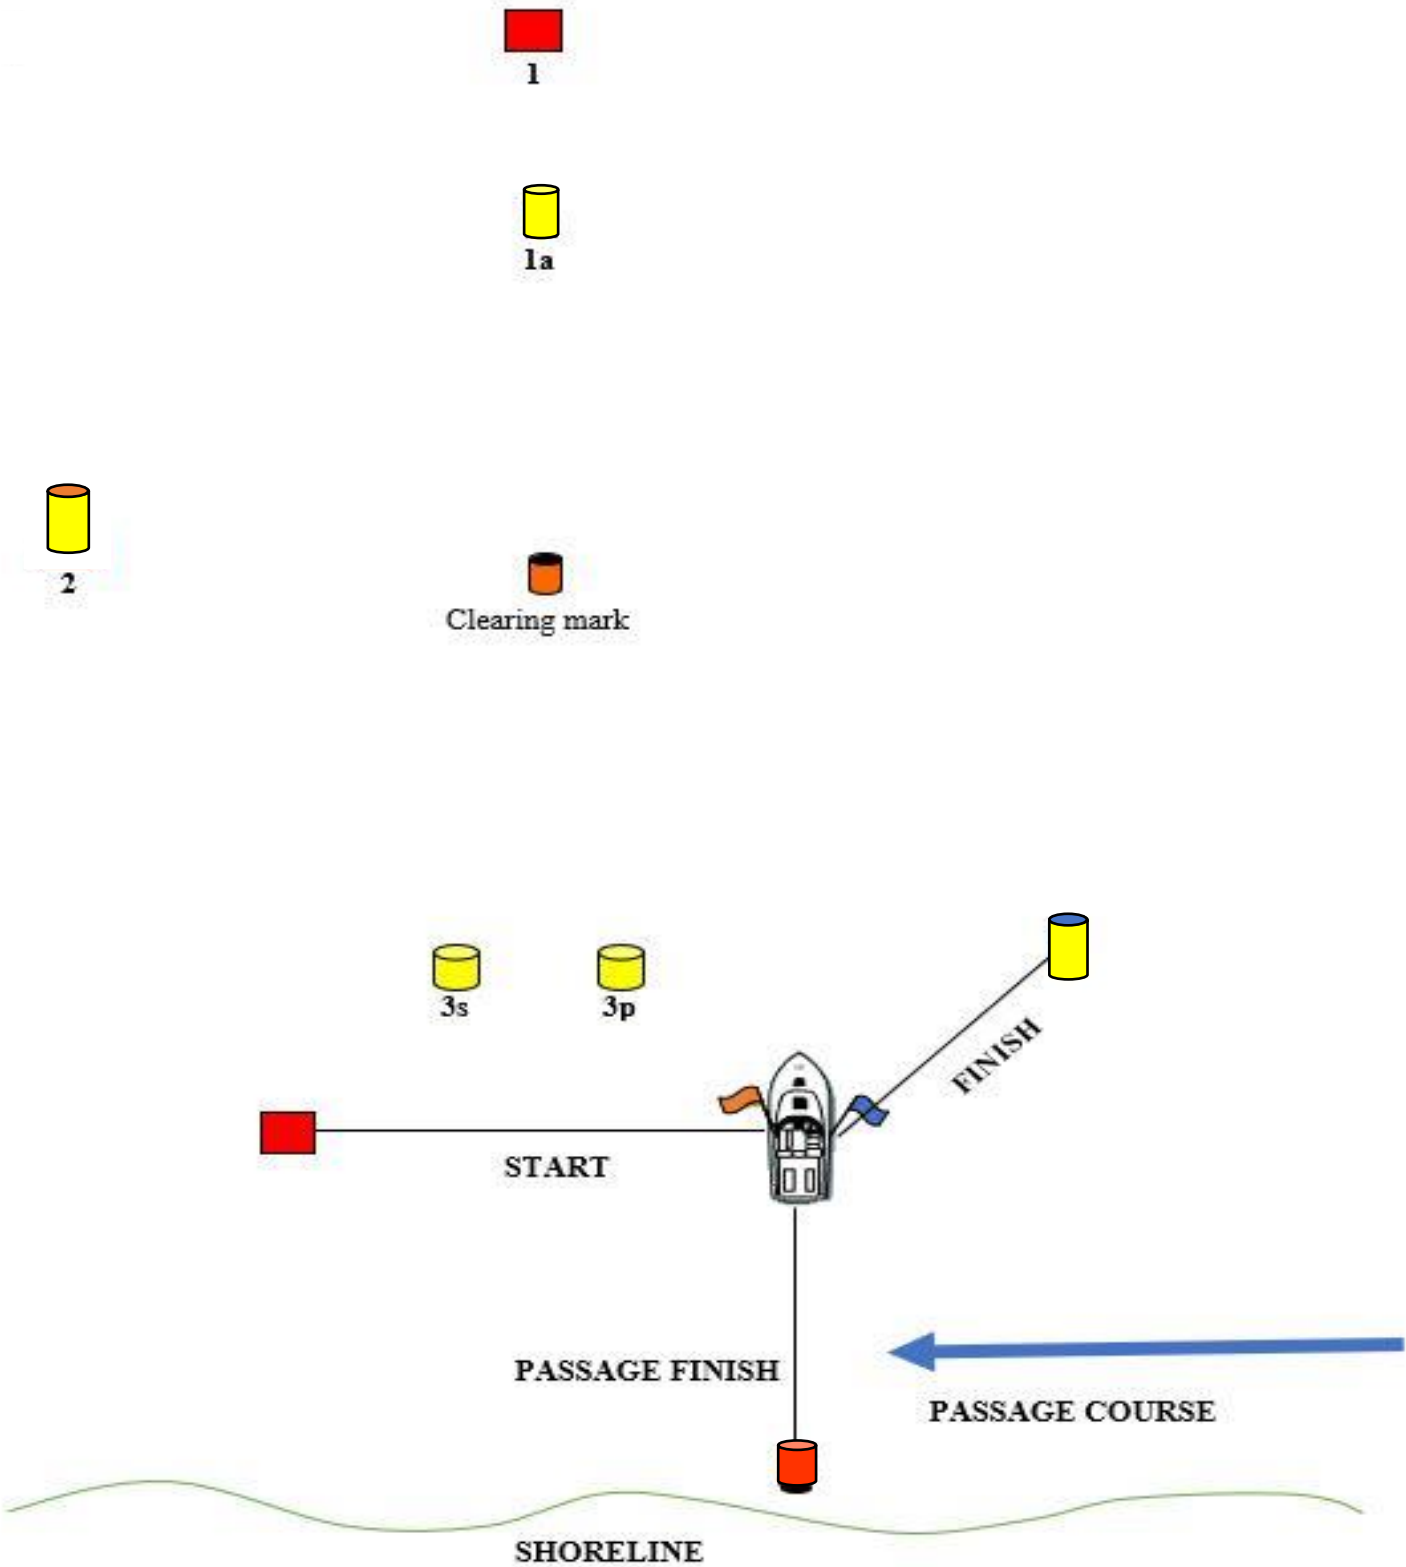 1
1a
2
Clearing mark
3s
3p
FINISH
START
PASSAGE FINISH
PASSAGE COURSE
SHORELINE